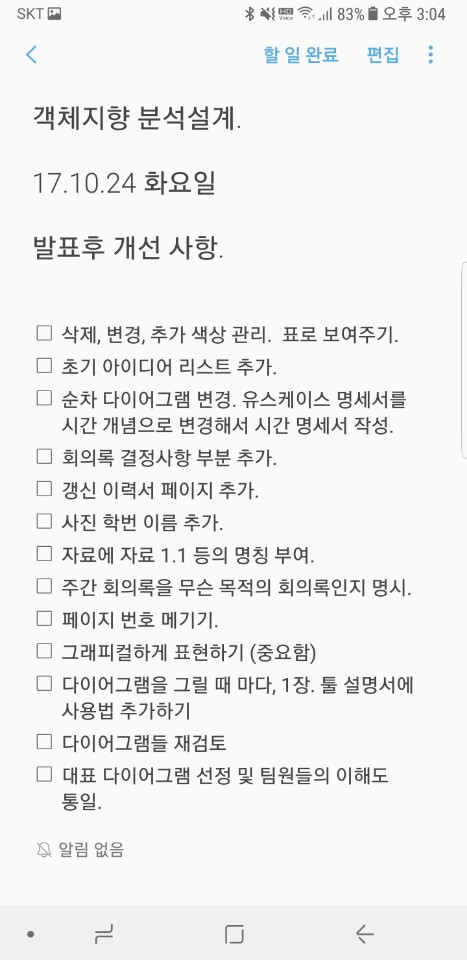 SKT 83% 오후 3:04
할 일 완료 편집
객체지향 분석설계.
17.10.24 화요일
발표후 개선 사항.
삭제, 변경, 추가 색상 관리.  표로 보여주기.
초기 아이디어 리스트 추가.
순차 다이어그램 변경. 유스케이스 명세서를
시간 개념으로 변경해서 시간 명세서 작성.
회의록 결정사항 부분 추가.
갱신 이력서 페이지 추가.
사진 학번 이름 추가.
자료에 자료 1.1 등의 명칭 부여.
주간 회의록을 무슨 목적의 회의록인지 명시.
페이지 번호 메기기.
그래피컬하게 표현하기 (중요함)
다이어그램을 그릴 때 마다, 1장. 툴 설명서에
사용법 추가하기
다이어그램들 재검토
대표 다이어그램 선정 및 팀원들의 이해도
통일.
알림 없음